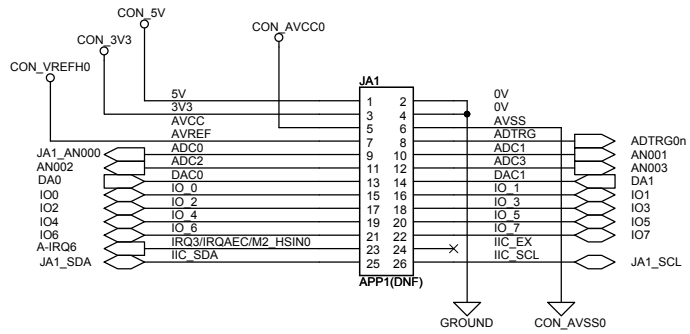 CON_5V
CON_3V3
CON_AVCC0
CON_VREFH0
JA1
5V 1 2 0V
3V3 3 4 0V
AVCC 5 6 AVSS
AVREF 7 8 ADTRG ADTRG0n
JA1_AN000 ADC0 9 10 ADC1 AN001
AN002 ADC2 11 12 ADC3 AN003
DA0 DAC0 13 14 DAC1 DA1
IO0 IO_0 15 16 IO_1 IO1
IO2 IO_2 17 18 IO_3 IO3
IO4 IO_4 19 20 IO_5 IO5
IO6 IO_6 21 22 IO_7 IO7
A-IRQ6 IRQ3/IRQAEC/M2_HSIN0 23 24 IIC_EX
JA1_SDA IIC_SDA 25 26 IIC_SCL JA1_SCL
APP1(DNF)
GROUND
CON_AVSS0